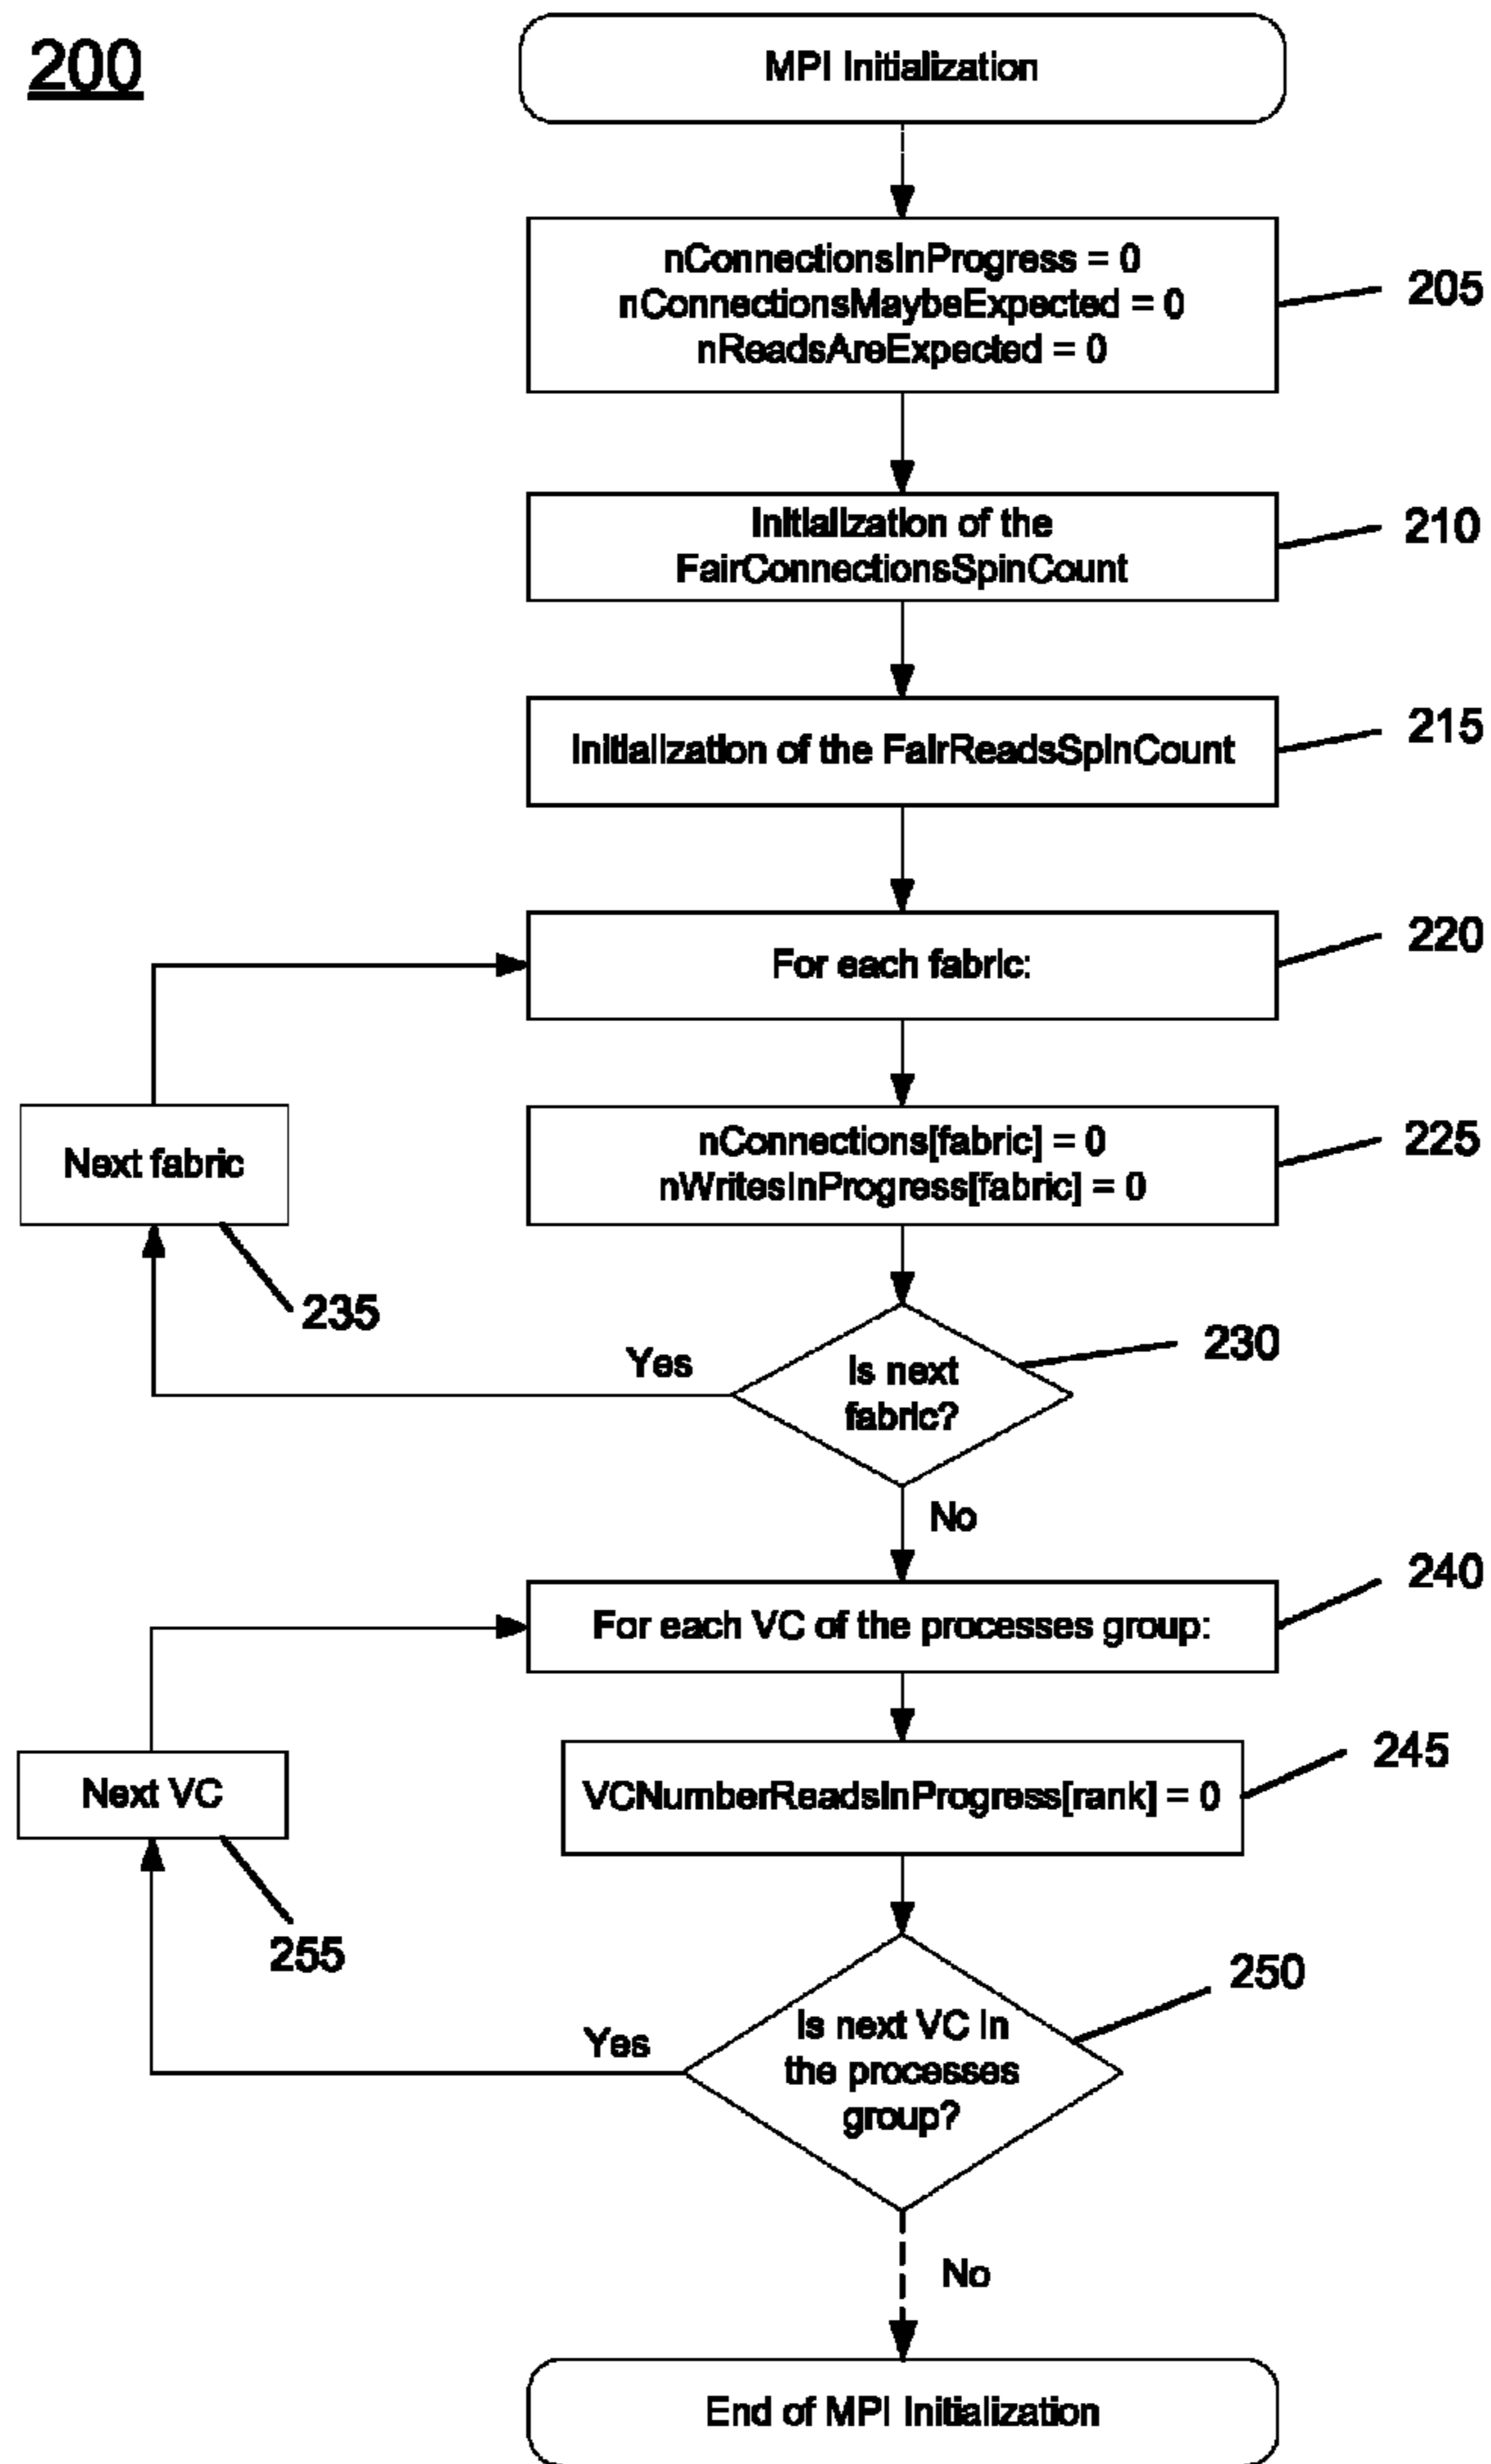 200
MPI Initialization
nConnectionsInProgress = 0
nConnectionsMaybeExpected = 0
nReadsAreExpected = 0
205
Initialization of the
FairConnectionsSpinCount
210
Initialization of the FairReadsSpinCount
215
For each fabric:
220
nConnections[fabric] = 0
nWritesInProgress[fabric] = 0
225
Next fabric
235
Is next
fabric?
230
Yes
No
For each VC of the processes group:
240
VCNumberReadsInProgress[rank] = 0
245
Next VC
255
Is next VC in
the processes
group?
250
Yes
No
End of MPI Initialization